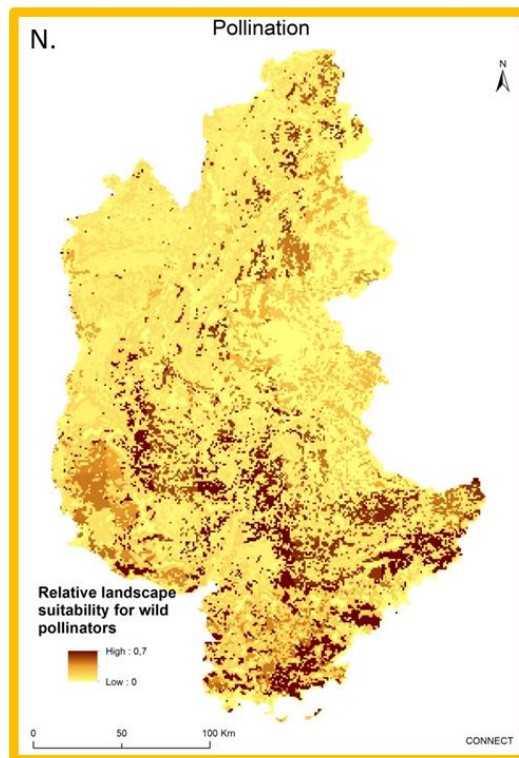 N.
Pollination
N
Relative landscape
suitability for wild
pollinators
High : 0,7
Low : 0
0 50 100 Km
CONNECT